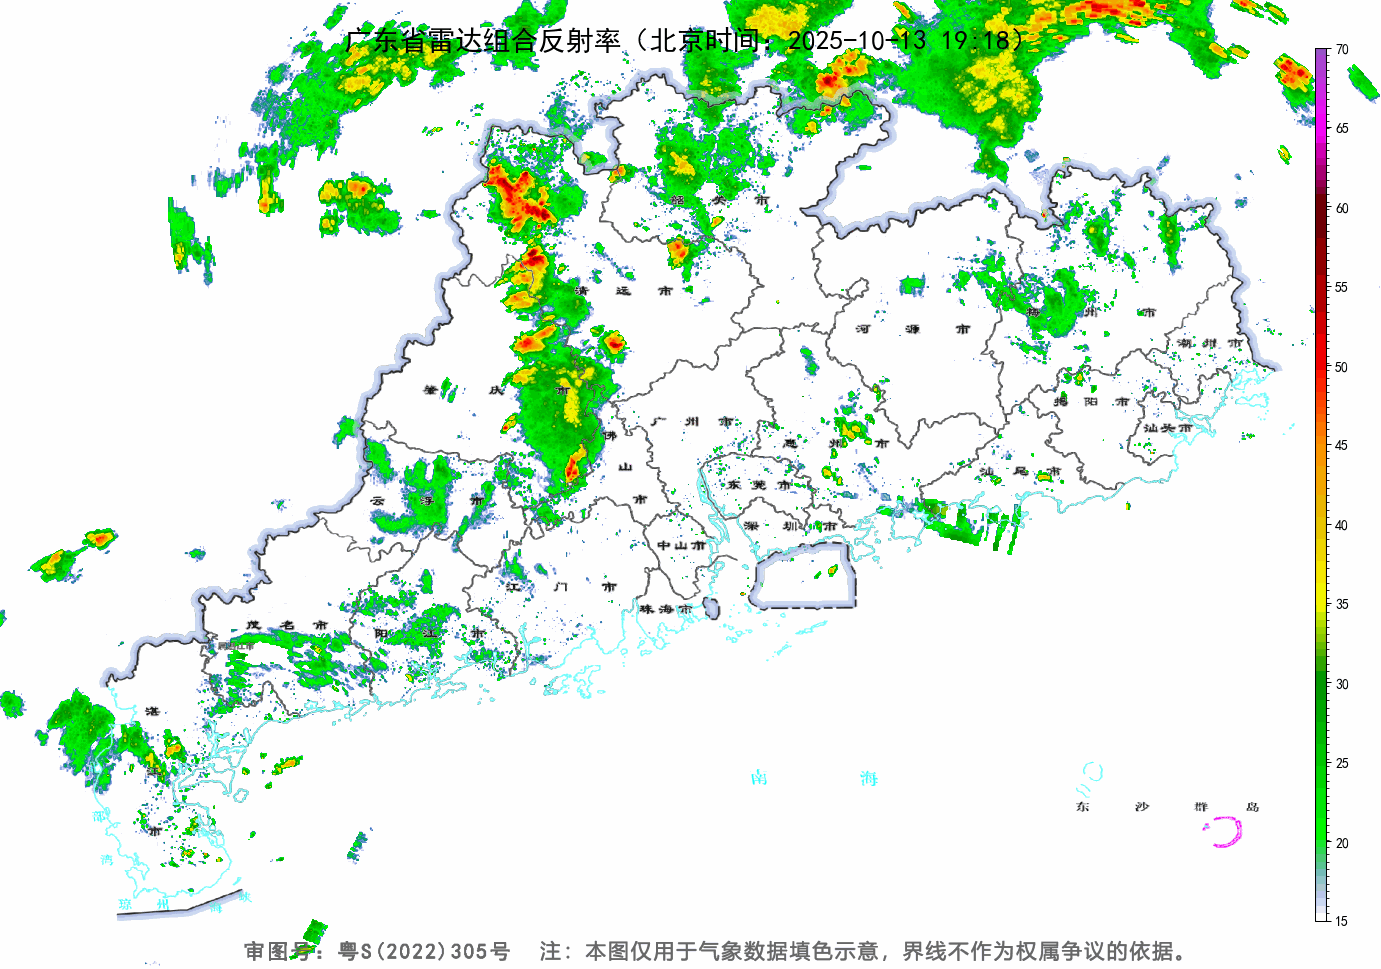 广东省雷达组合反射率（北京时间：2025-10-13 19:18）
70
65
60
55
50
45
40
35
30
25
20
15
韶关市
清远市
河源市
梅州市
潮州市
肇庆市
广州市
揭阳市
汕头市
惠州市
佛山市
云浮市
东莞市
汕尾市
深圳市
中山市
江门市
珠海市
茂名市
阳江市
湛江市
南海
东沙群岛
琼州海峡
审图号：粤S(2022)305号 注：本图仅用于气象数据填色示意，界线不作为权属争议的依据。